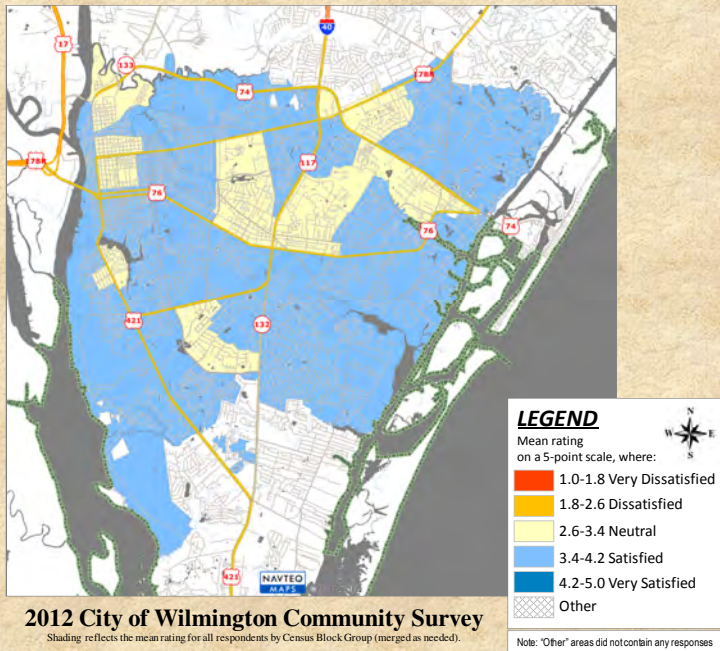 17
40
133
178R
74
178R
117
76
76
74
421
132
421
NAVTEQ
MAPS
LEGEND
N
W E
S
Mean rating
on a 5-point scale, where:
1.0-1.8 Very Dissatisfied
1.8-2.6 Dissatisfied
2.6-3.4 Neutral
3.4-4.2 Satisfied
4.2-5.0 Very Satisfied
Other
2012 City of Wilmington Community Survey
Shading reflects the mean rating for all respondents by Census Block Group (merged as needed).
Note: "Other" areas did not contain any responses